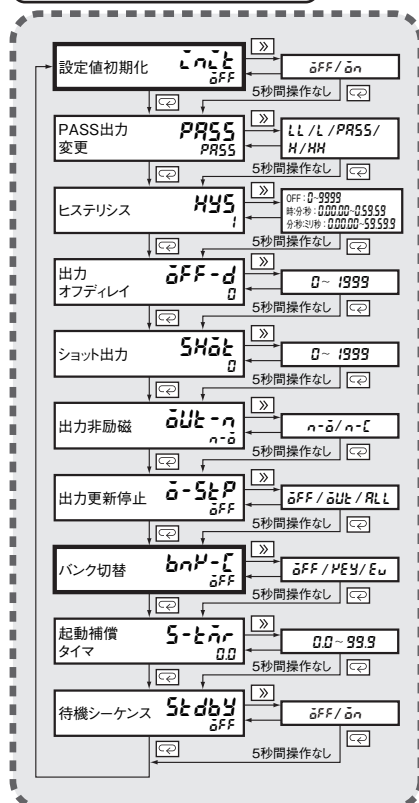 設定値初期化 init OFF
OFF/on
5秒間操作なし
PASS出力
変更 PASS PASS
LL/L/PASS/
H/HH
5秒間操作なし
ヒステリシス HYS 1
OFF:0~9999
時.分.秒:0.00.00~0.59.59
分.秒.ミリ秒:0.00.00~59.59.9
5秒間操作なし
出力
オフディレイ oFF-d 0
0~1999
5秒間操作なし
ショット出力 SHot 0
0~1999
5秒間操作なし
出力非励磁 oUt-n n-o
n-o/n-C
5秒間操作なし
出力更新停止 o-StP oFF
oFF/oUt/ALL
5秒間操作なし
バンク切替 bnK-C oFF
oFF/KEY/Ev
5秒間操作なし
起動補償
タイマ S-tmr 0.0
0.0~99.9
5秒間操作なし
待機シーケンス Stdby oFF
oFF/on
5秒間操作なし